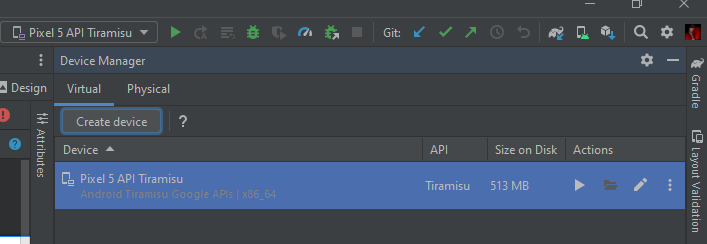 Pixel 5 API Tiramisu
Git:
Device Manager
Design
Virtual Physical
Create device ?
Device API Size on Disk Actions
Pixel 5 API Tiramisu Tiramisu 513 MB
Android Tiramisu Google APIs | x86_64
Attributes
Gradle
Layout Validation